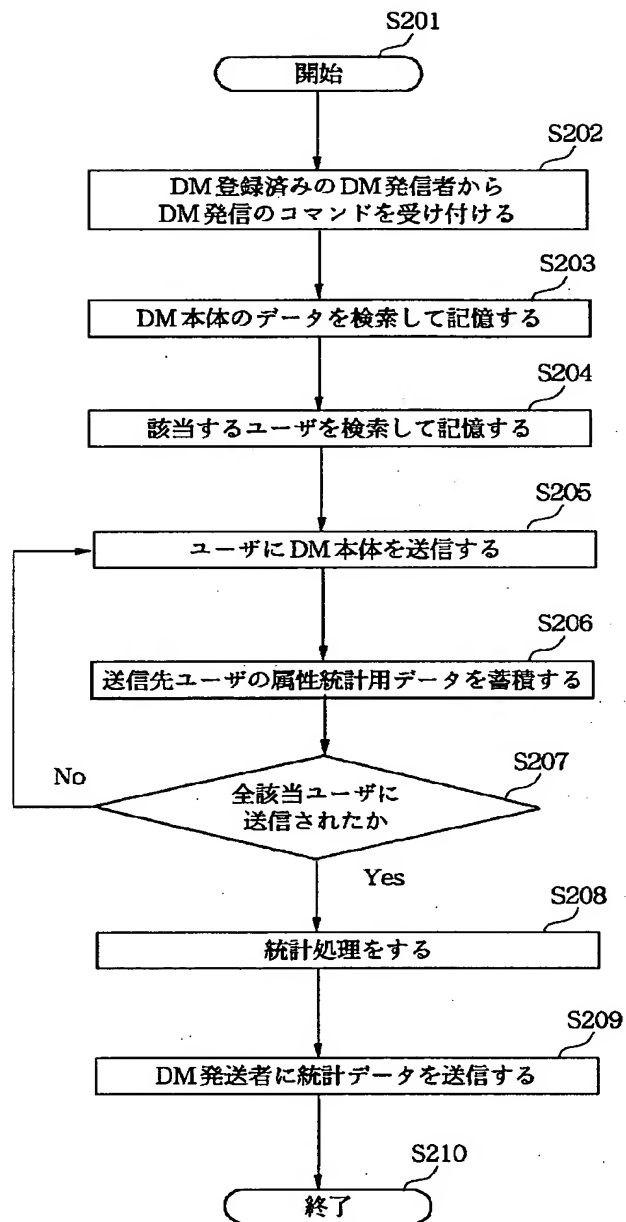 S201
開始
S202
DM登録済みのDM発信者から
DM発信のコマンドを受け付ける
S203
DM本体のデータを検索して記憶する
S204
該当するユーザを検索して記憶する
S205
ユーザにDM本体を送信する
S206
送信先ユーザの属性統計用データを蓄積する
S207
No
全該当ユーザに
送信されたか
Yes
S208
統計処理をする
S209
DM発送者に統計データを送信する
S210
終了